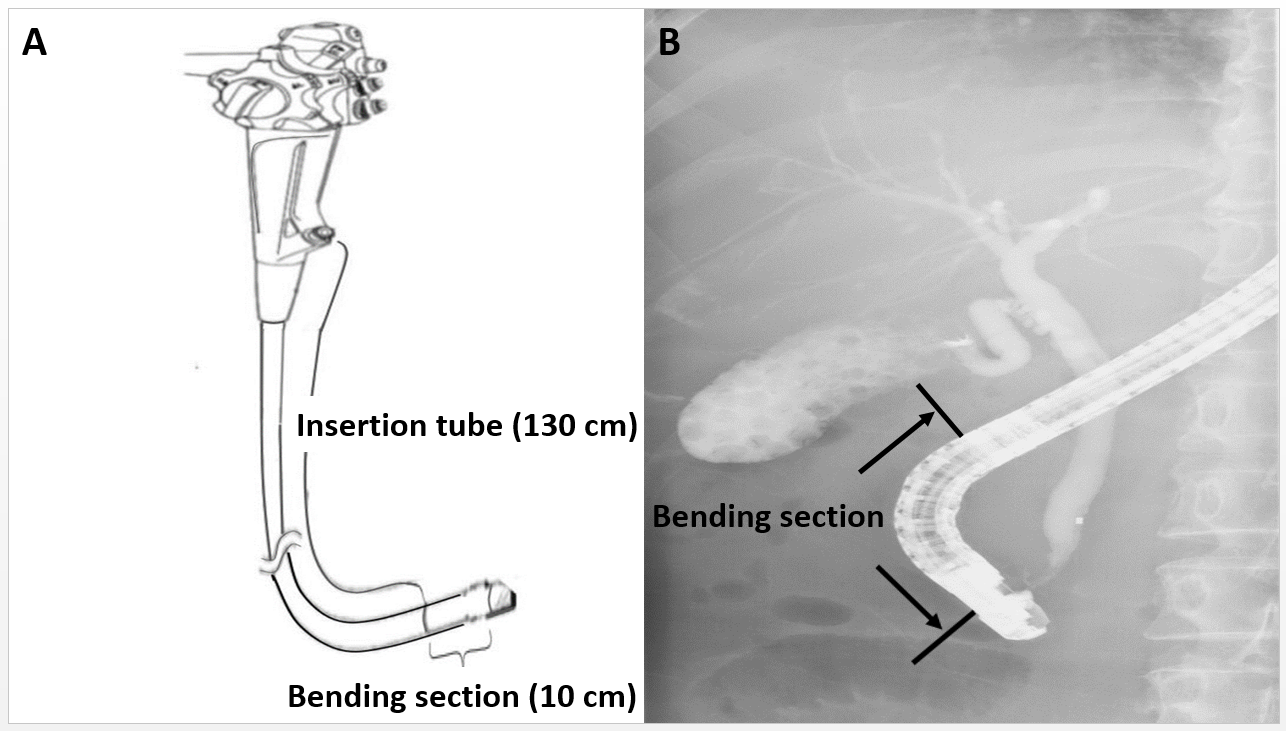 A
B
Insertion tube (130 cm)
Bending section
Bending section (10 cm)